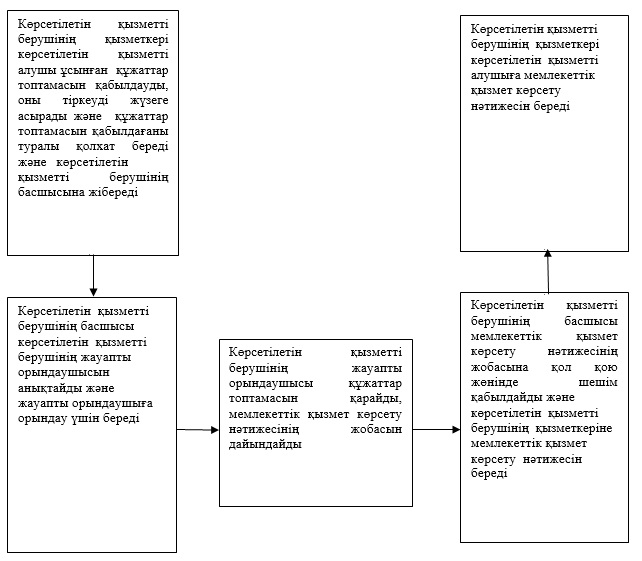 Көрсетілетін қызметті
берушінің қызметкері
көрсетілетін қызметті
алушы ұсынған құжаттар
топтамасын қабылдауды,
оны тіркеуді жүзеге
асырады және құжаттар
топтамасын қабылдағаны
туралы қолхат береді
және көрсетілетін
қызметті берушінің
басшысына жібереді
Көрсетілетін қызметті
берушінің басшысы
көрсетілетін қызметті
берушінің жауапты
орындаушысын
анықтайды және
жауапты орындаушыға
орындау үшін береді
Көрсетілетін қызметті
берушінің жауапты
орындаушысы құжаттар
топтамасын қарайды,
мемлекеттік қызмет көрсету
нәтижесінің жобасын
дайындайды
Көрсетілетін қызметті
берушінің басшысы
мемлекеттік қызмет
көрсету нәтижесінің
жобасына қол қою
жөнінде шешім
қабылдайды және
көрсетілетін қызметті
берушінің қызметкеріне
мемлекеттік қызмет
көрсету нәтижесін
береді
Көрсетілетін қызметті
берушінің қызметкері
көрсетілетін қызметті
алушыға мемлекеттік
қызмет көрсету
нәтижесін береді